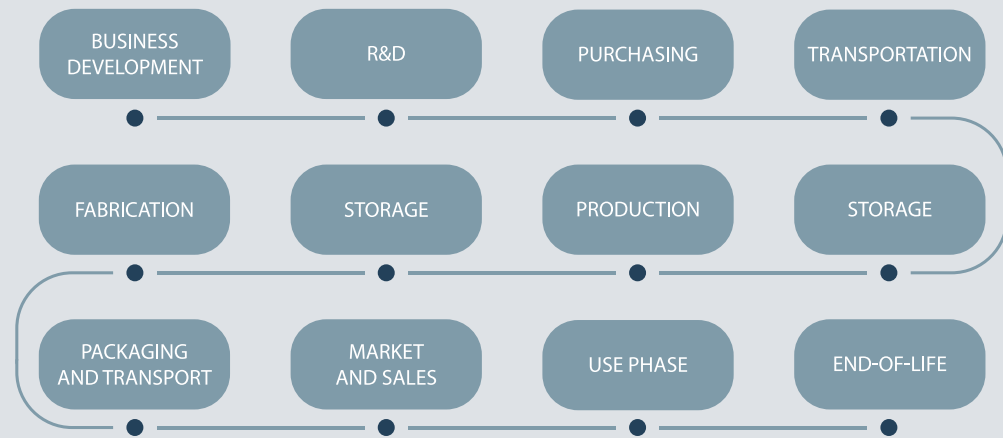 BUSINESS
DEVELOPMENT
R&D
PURCHASING
TRANSPORTATION
FABRICATION
STORAGE
PRODUCTION
STORAGE
PACKAGING
AND TRANSPORT
MARKET
AND SALES
USE PHASE
END-OF-LIFE